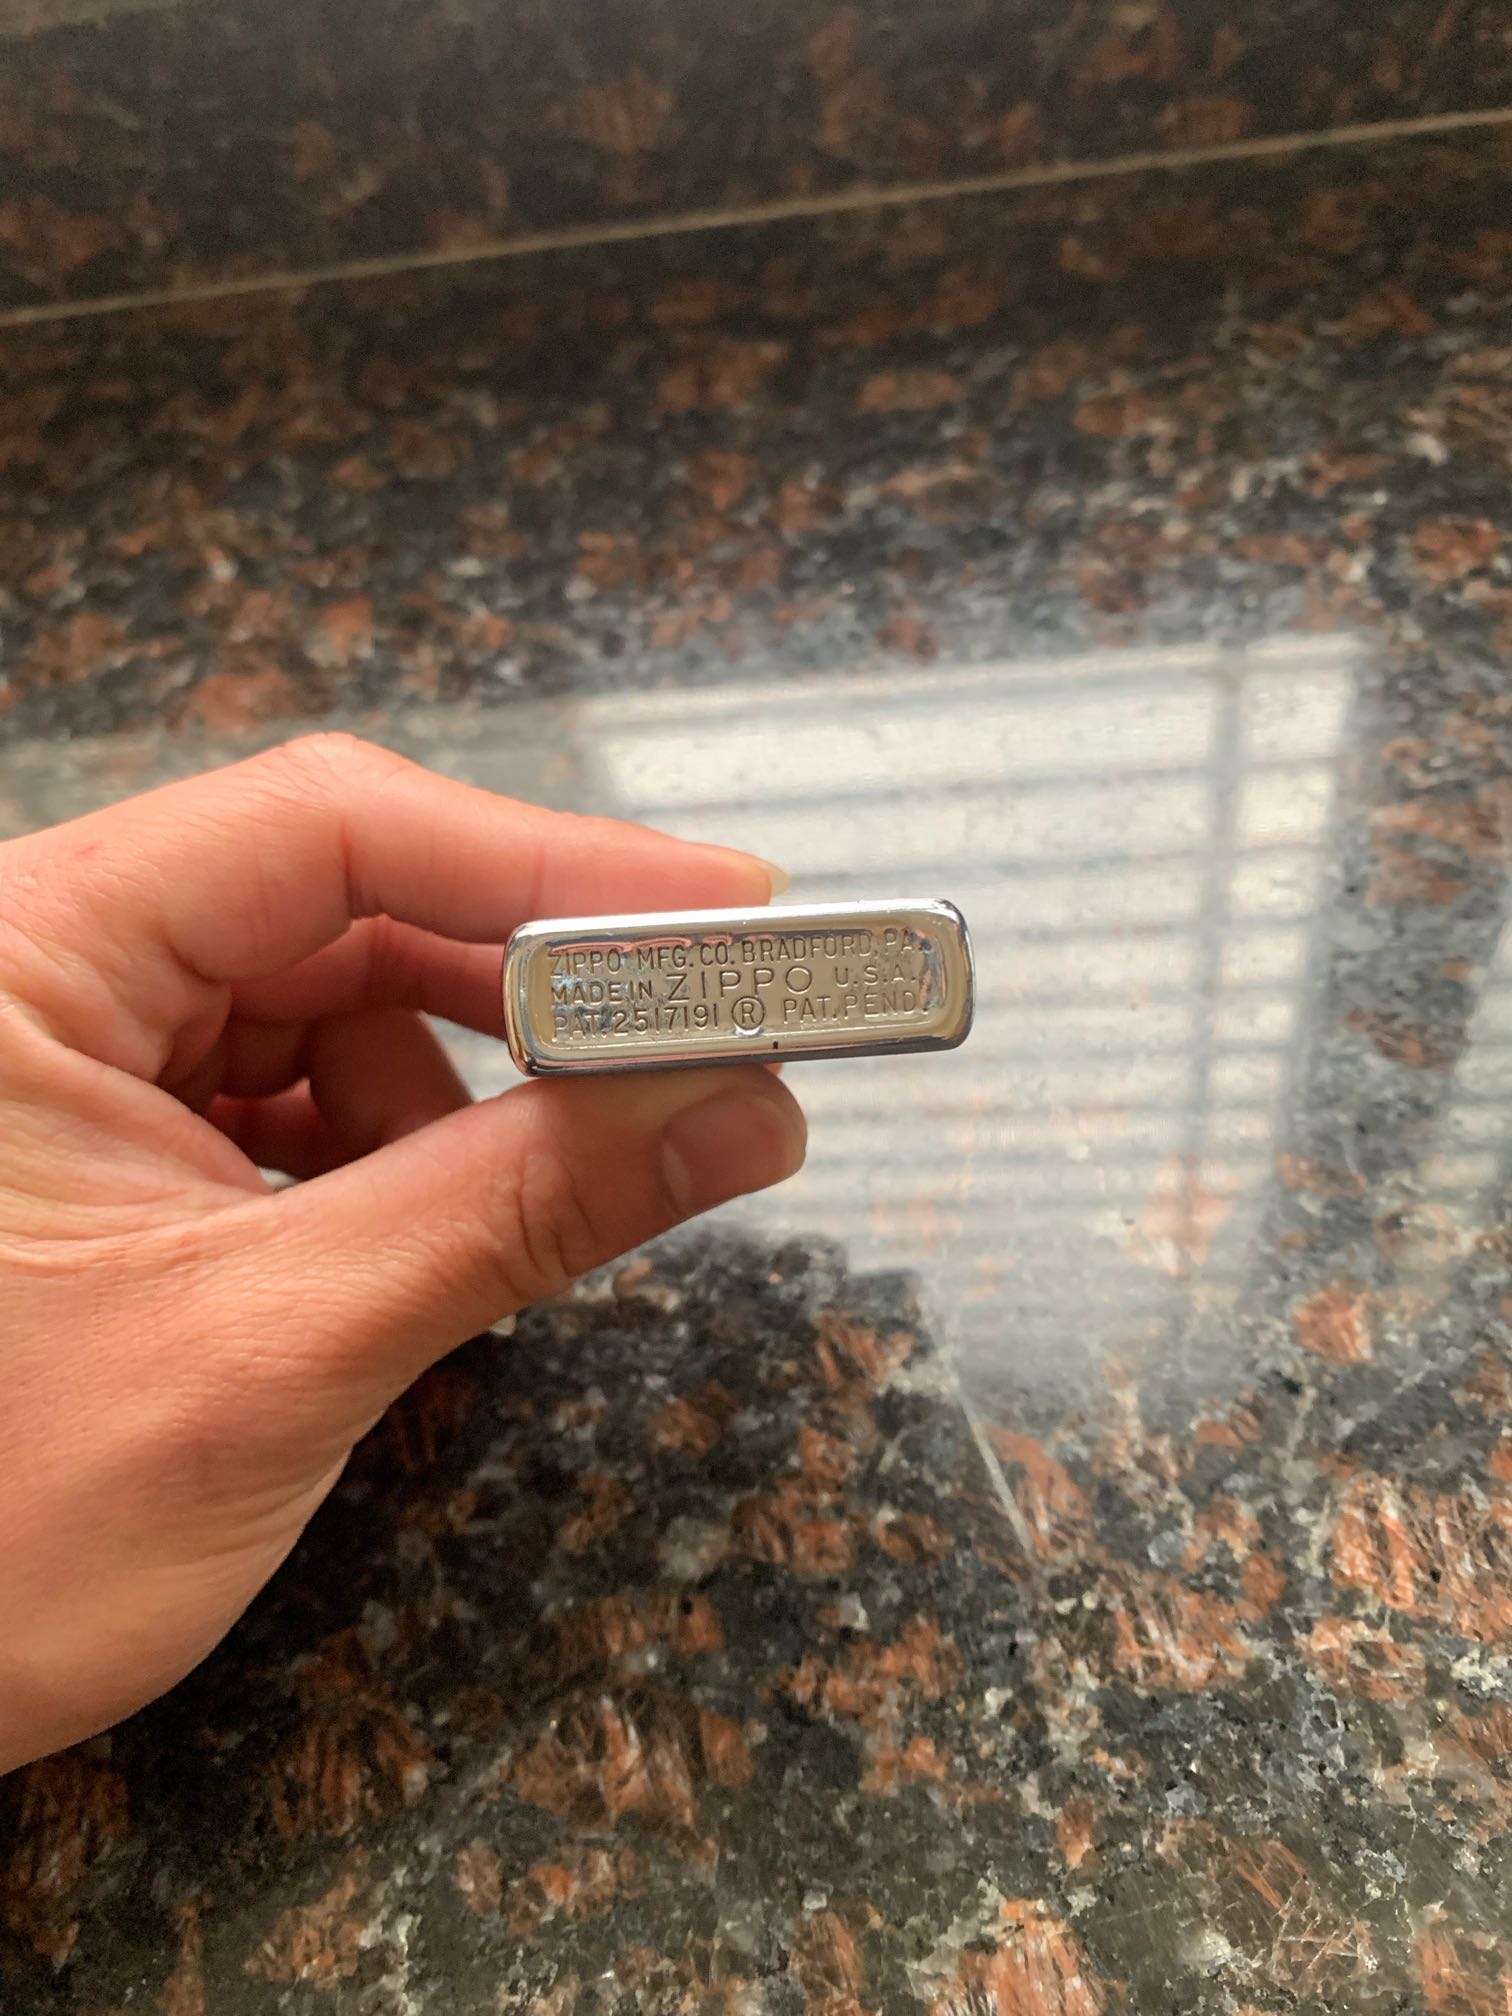 ZIPPO MFG. CO. BRADFORD, PA.
MADE IN ZIPPO U.S.A.
PAT. 2517191 ® PAT. PEND.